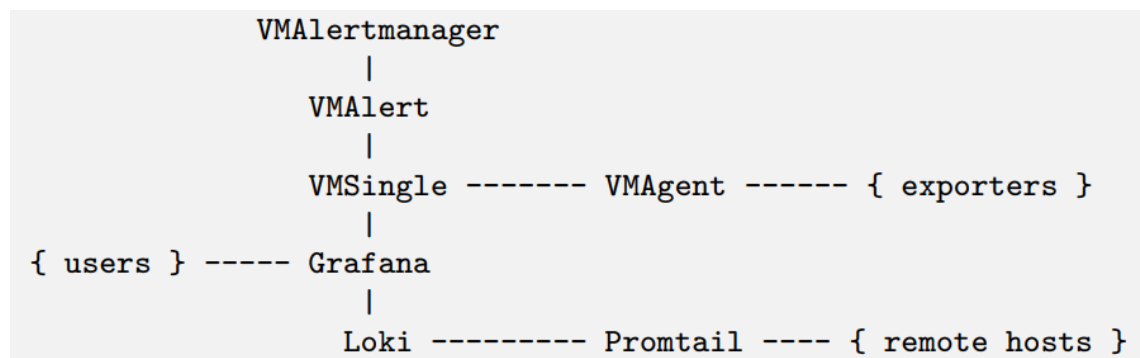 VMAlertmanager
|
VMAlert
|
VMSingle ------- VMAgent ------ { exporters }
|
{ users } ----- Grafana
|
Loki --------- Promtail ---- { remote hosts }